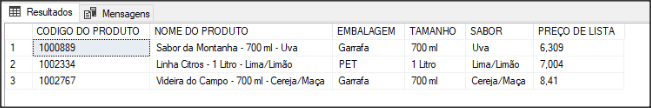 Resultados Mensagens
CODIGO DO PRODUTO NOME DO PRODUTO EMBALAGEM TAMANHO SABOR PREÇO DE LISTA
1 1000889 Sabor da Montanha - 700 ml - Uva Garrafa 700 ml Uva 6,309
2 1002334 Linha Citros - 1 Litro - Lima/Limão PET 1 Litro Lima/Limão 7,004
3 1002767 Videira do Campo - 700 ml - Cereja/Maça Garrafa 700 ml Cereja/Maça 8,41